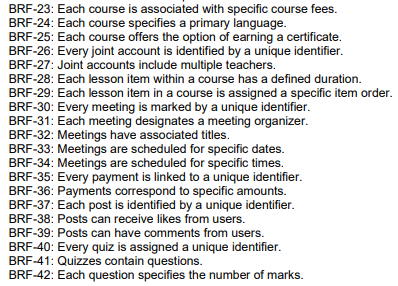 BRF-23: Each course is associated with specific course fees.
BRF-24: Each course specifies a primary language.
BRF-25: Each course offers the option of earning a certificate.
BRF-26: Every joint account is identified by a unique identifier.
BRF-27: Joint accounts include multiple teachers.
BRF-28: Each lesson item within a course has a defined duration.
BRF-29: Each lesson item in a course is assigned a specific item order.
BRF-30: Every meeting is marked by a unique identifier.
BRF-31: Each meeting designates a meeting organizer.
BRF-32: Meetings have associated titles.
BRF-33: Meetings are scheduled for specific dates.
BRF-34: Meetings are scheduled for specific times.
BRF-35: Every payment is linked to a unique identifier.
BRF-36: Payments correspond to specific amounts.
BRF-37: Each post is identified by a unique identifier.
BRF-38: Posts can receive likes from users.
BRF-39: Posts can have comments from users.
BRF-40: Every quiz is assigned a unique identifier.
BRF-41: Quizzes contain questions.
BRF-42: Each question specifies the number of marks.